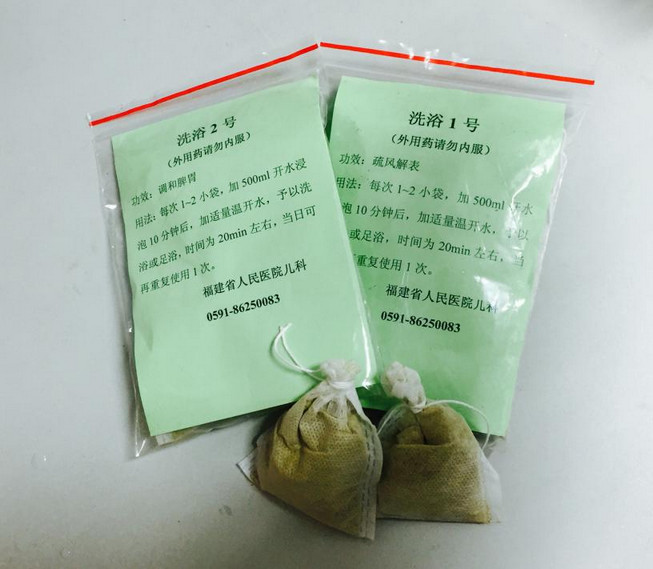 洗浴2号
（外用药请勿内服）
功效：调和脾胃
用法：每次1~2小袋，加500ml开水浸
泡10分钟后，加适量温开水，予以洗
浴或足浴，时间为20min左右，当日可
再重复使用1次。
福建省人民医院儿科
0591-86250083
洗浴1号
（外用药请勿内服）
功效：疏风解表
用法：每次1~2小袋，加500ml开水
泡10分钟后，加适量温开水，予以
浴或足浴，时间为20min左右，当
再重复使用1次。
福建省人民医院儿科
0591-86250083